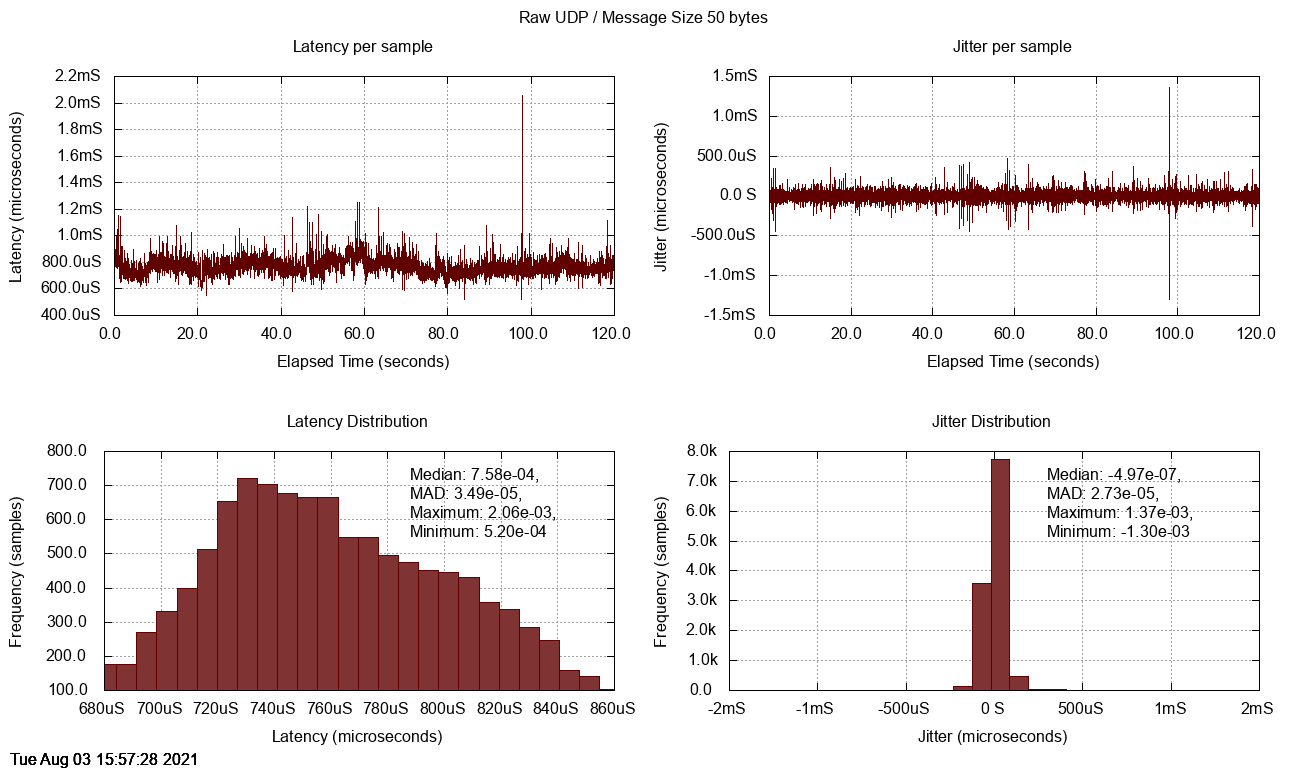 Raw UDP / Message Size 50 bytes
Latency per sample
Latency (microseconds)
2.2mS
2.0mS
1.8mS
1.6mS
1.4mS
1.2mS
1.0mS
800.0uS
600.0uS
400.0uS
0.0 20.0 40.0 60.0 80.0 100.0 120.0
Elapsed Time (seconds)
Jitter per sample
Jitter (microseconds)
1.5mS
1.0mS
500.0uS
0.0 S
-500.0uS
-1.0mS
-1.5mS
0.0 20.0 40.0 60.0 80.0 100.0 120.0
Elapsed Time (seconds)
Latency Distribution
Frequency (samples)
800.0
700.0
600.0
500.0
400.0
300.0
200.0
100.0
Median: 7.58e-04,
MAD: 3.49e-05,
Maximum: 2.06e-03,
Minimum: 5.20e-04
680uS 700uS 720uS 740uS 760uS 780uS 800uS 820uS 840uS 860uS
Latency (microseconds)
Jitter Distribution
Frequency (samples)
8.0k
7.0k
6.0k
5.0k
4.0k
3.0k
2.0k
1.0k
0.0
Median: -4.97e-07,
MAD: 2.73e-05,
Maximum: 1.37e-03,
Minimum: -1.30e-03
-2mS -1mS -500uS 0 S 500uS 1mS 2mS
Jitter (microseconds)
Tue Aug 03 15:57:28 2021